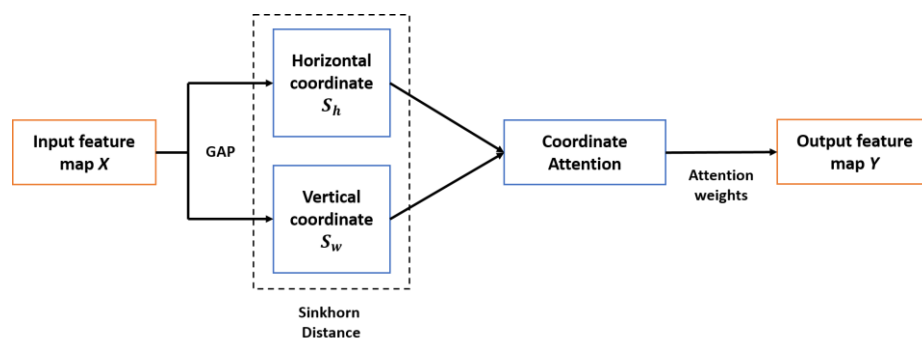 Input feature
map X
GAP
Horizontal
coordinate
S_h
Vertical
coordinate
S_w
Sinkhorn
Distance
Coordinate
Attention
Attention
weights
Output feature
map Y